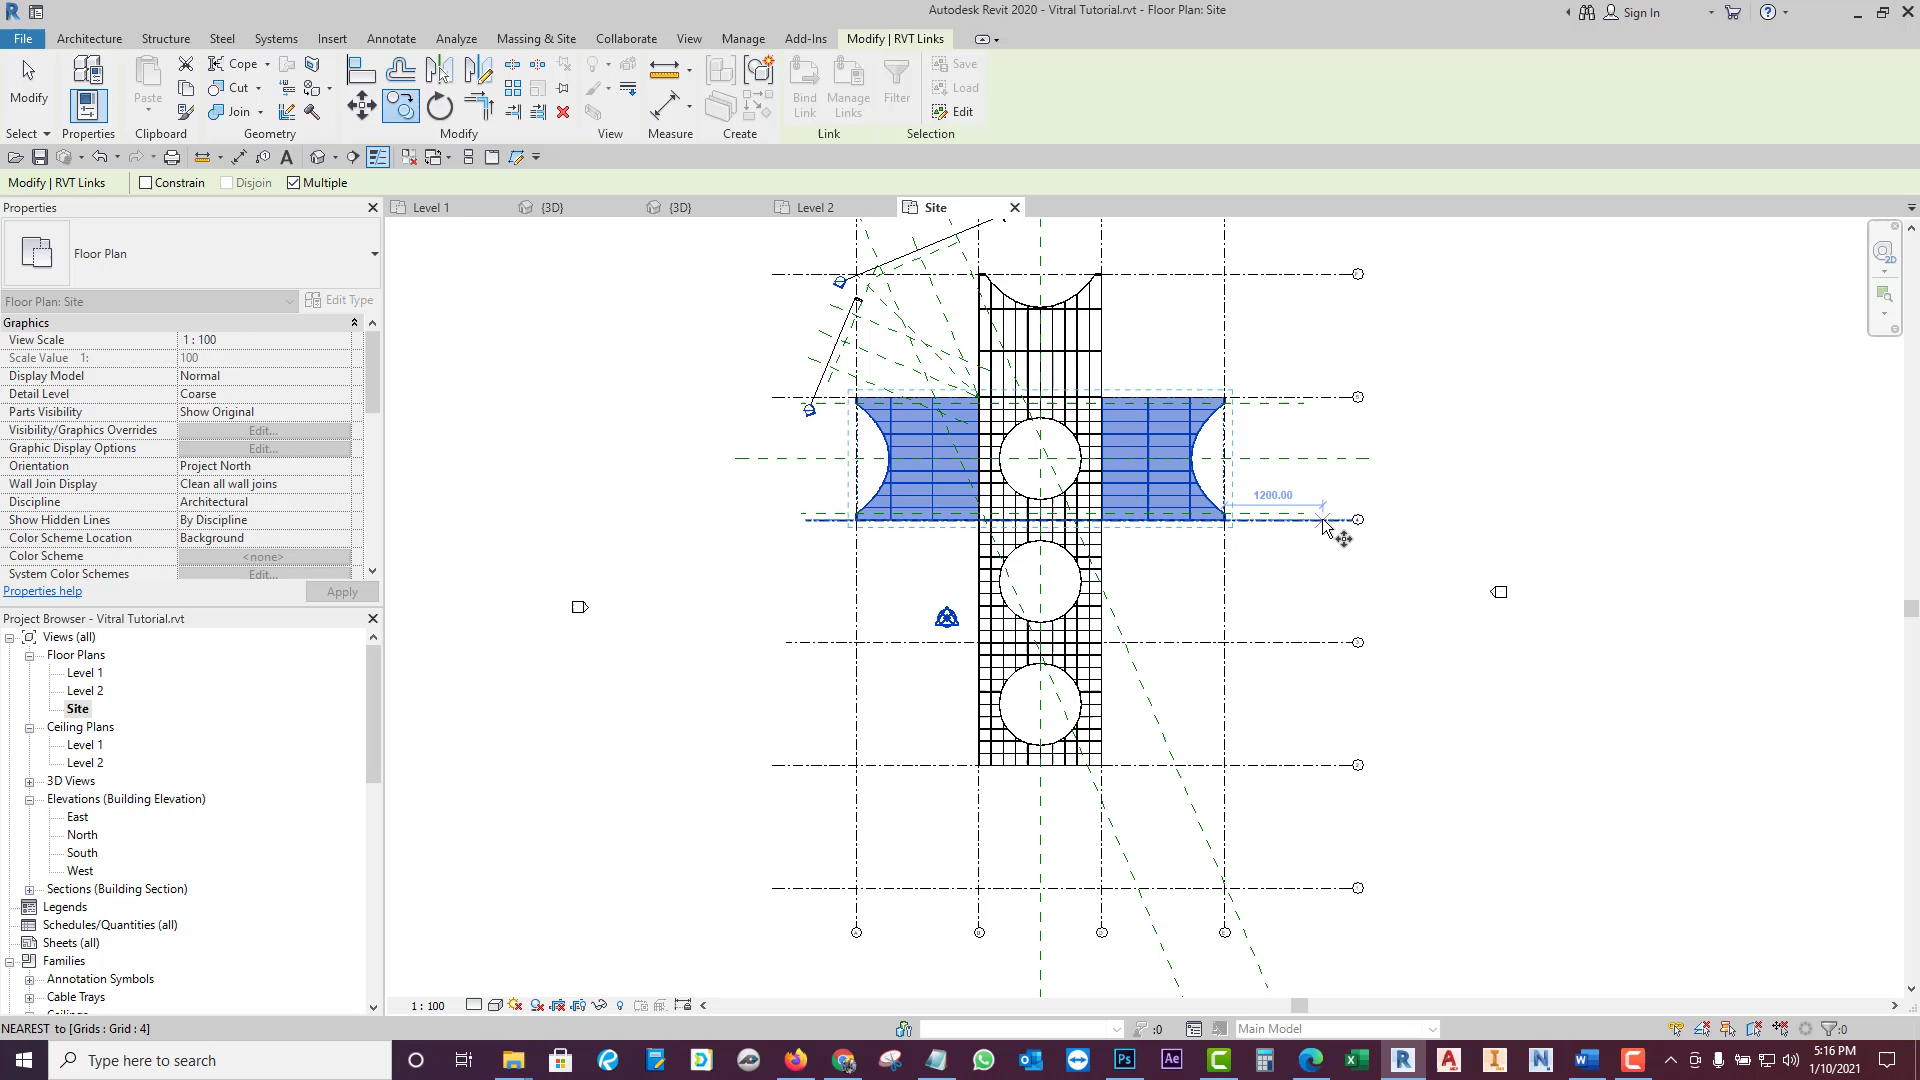 Autodesk Revit 2020 - Vitral Tutorial.rvt - Floor Plan: Site
Sign In
File Architecture Structure Steel Systems Insert Annotate Analyze Massing & Site Collaborate View Manage Add-Ins Modify | RVT Links
Modify
Paste
Cope
Cut
Join
Bind Link
Manage Links
Filter
Save
Load
Edit
Select Properties Clipboard Geometry Modify View Measure Create Link Selection
Modify | RVT Links Constrain Disjoin Multiple
Properties
Level 1 {3D} {3D} Level 2 Site
Floor Plan
Floor Plan: Site Edit Type
Graphics
View Scale 1 : 100
Scale Value 1: 100
Display Model Normal
Detail Level Coarse
Parts Visibility Show Original
Visibility/Graphics Overrides Edit...
Graphic Display Options Edit...
Orientation Project North
Wall Join Display Clean all wall joins
Discipline Architectural
Show Hidden Lines By Discipline
Color Scheme Location Background
Color Scheme <none>
System Color Schemes Edit...
Properties help Apply
1200.00
Project Browser - Vitral Tutorial.rvt
Views (all)
Floor Plans
Level 1
Level 2
Site
Ceiling Plans
Level 1
Level 2
3D Views
Elevations (Building Elevation)
East
North
South
West
Sections (Building Section)
Legends
Schedules/Quantities (all)
Sheets (all)
Families
Annotation Symbols
Cable Trays
1 : 100
NEAREST to [Grids : Grid : 4]
:0
Main Model
:0
Type here to search
5:16 PM
1/10/2021